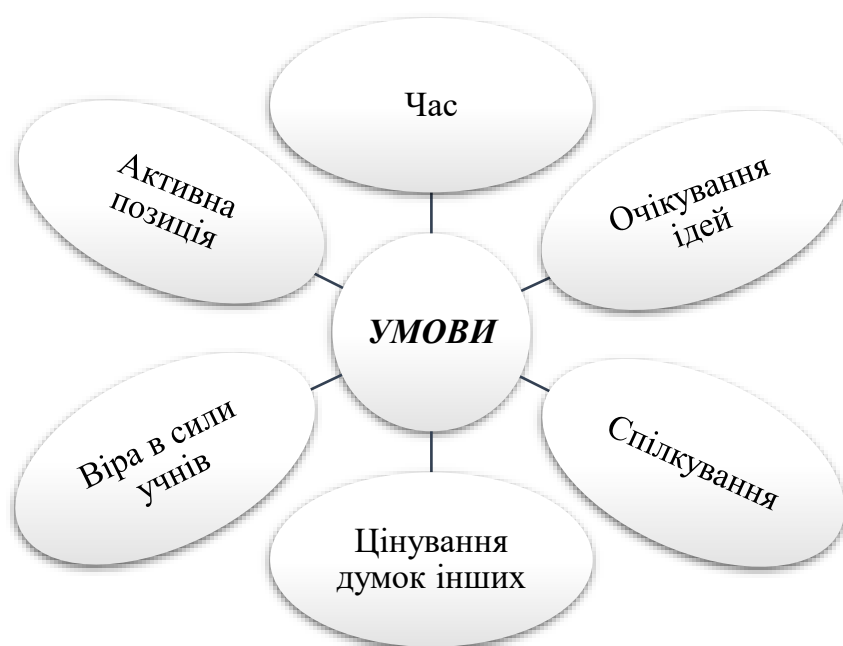 Час
Очікування
ідей
Спілкування
Цінування
думок інших
Віра в сили
учнів
Активна
позиція
УМОВИ